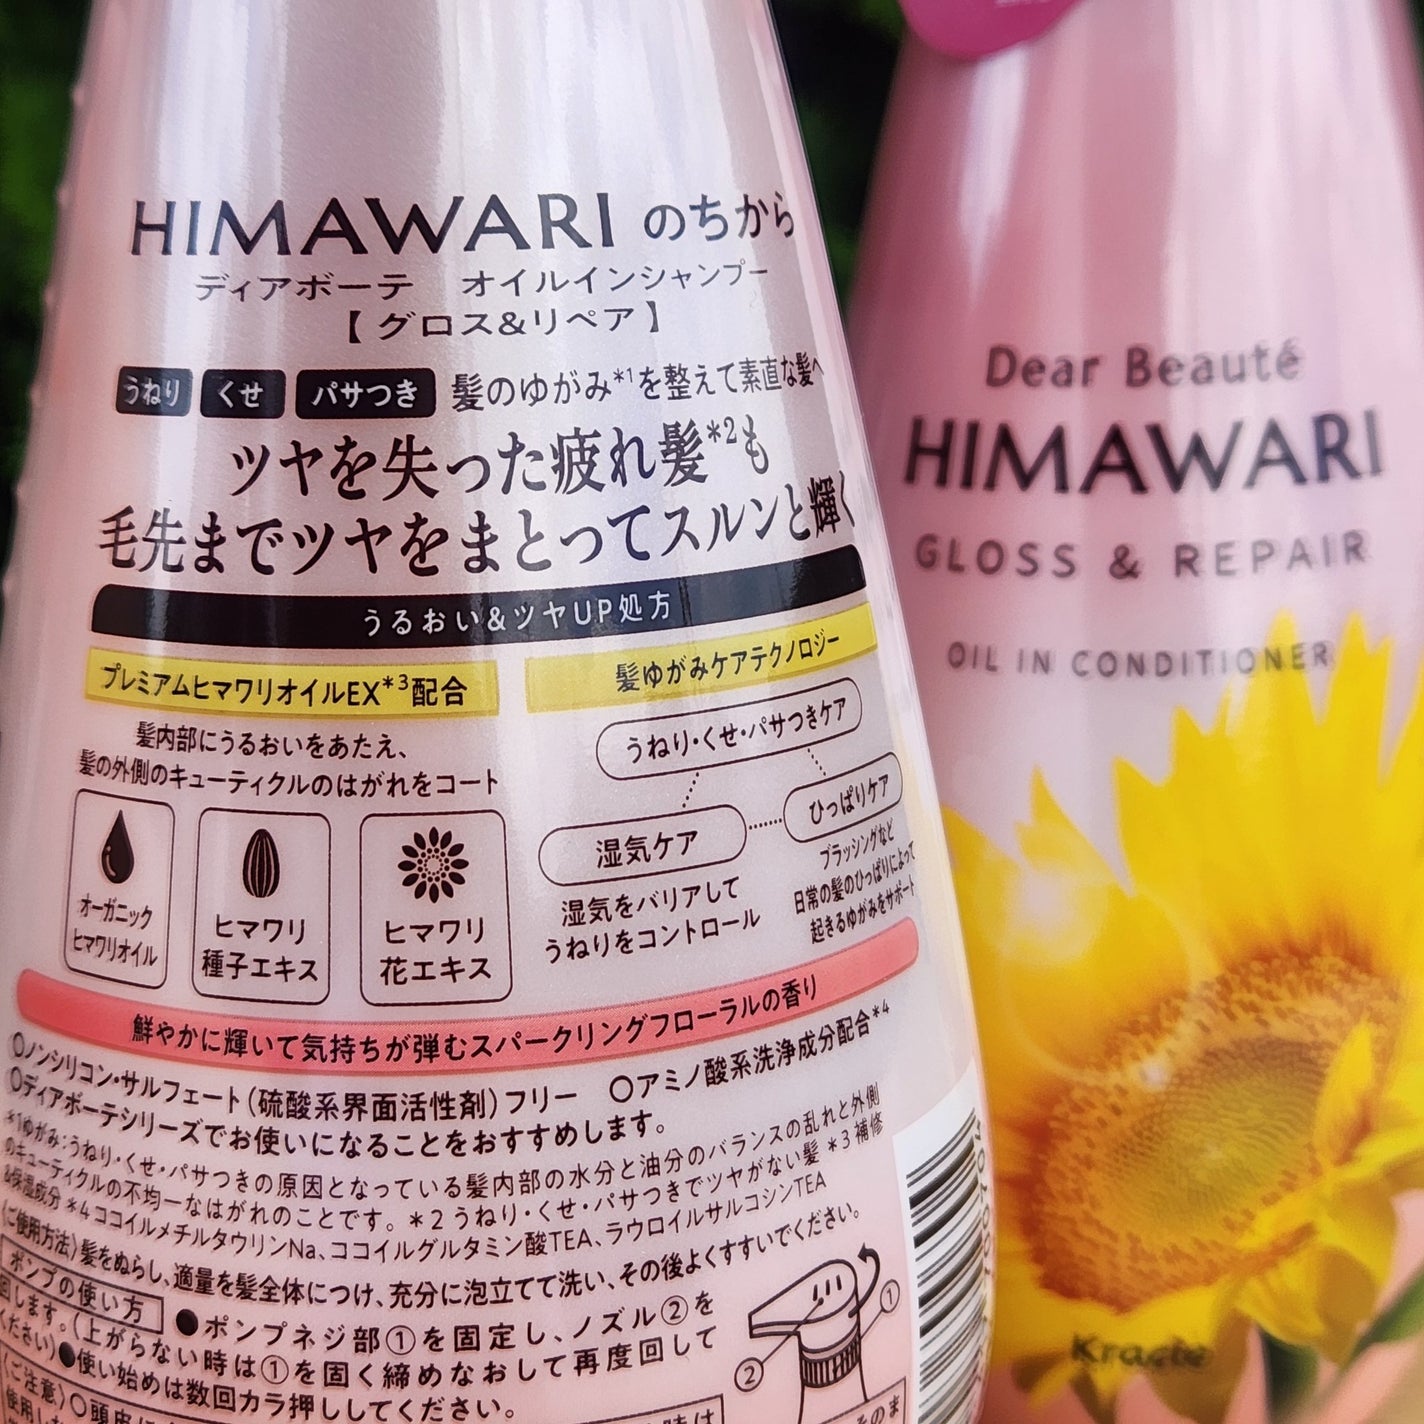 HIMAWARI のちから
ディアボーテ オイルインシャンプー
【グロス&リペア】
うねり くせ パサつき 髪のゆがみ*1を整えて素直な髪へ
ツヤを失った疲れ髪*2も
毛先までツヤをまとってスルンと輝く
うるおい&ツヤUP処方
プレミアムヒマワリオイルEX*3配合
髪内部にうるおいをあたえ、
髪の外側のキューティクルのはがれをコート
オーガニック
ヒマワリオイル
ヒマワリ
種子エキス
ヒマワリ
花エキス
髪ゆがみケアテクノロジー
うねり・くせ・パサつきケア
湿気ケア
湿気をバリアして
うねりをコントロール
ひっぱりケア
ブラッシングなど
日常の髪のひっぱりによって
起きるゆがみをサポート
鮮やかに輝いて気持ちが弾むスパークリングフローラルの香り
○ノンシリコン・サルフェート(硫酸系界面活性剤)フリー ○アミノ酸系洗浄成分配合*4
○ディアボーテシリーズでお使いになることをおすすめします。
*1ゆがみ:うねり・くせ・パサつきの原因となっている髪内部の水分と油分のバランスの乱れと外側
のキューティクルの不均一なはがれのことです。*2うねり・くせ・パサつきでツヤがない髪 *3補修
&保湿成分 *4ココイルメチルタウリンNa、ココイルグルタミン酸TEA、ラウロイルサルコシンTEA
〈ご使用方法〉髪をぬらし、適量を髪全体につけ、充分に泡立てて洗い、その後よくすすいでください。
ポンプの使い方 ●ポンプネジ部①を固定し、ノズル②を
回します。(上がらない時は①を固く締めなおして再度回して
ください)●使い始めは数回カラ押ししてください。
〈ご注意〉○頭皮に
①
②
Dear Beauté
HIMAWARI
GLOSS & REPAIR
OIL IN CONDITIONER
Kracie